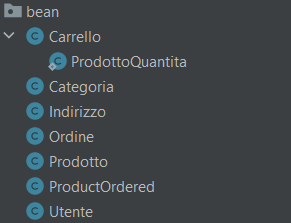 bean
Carrello
ProdottoQuantita
Categoria
Indirizzo
Ordine
Prodotto
ProductOrdered
Utente